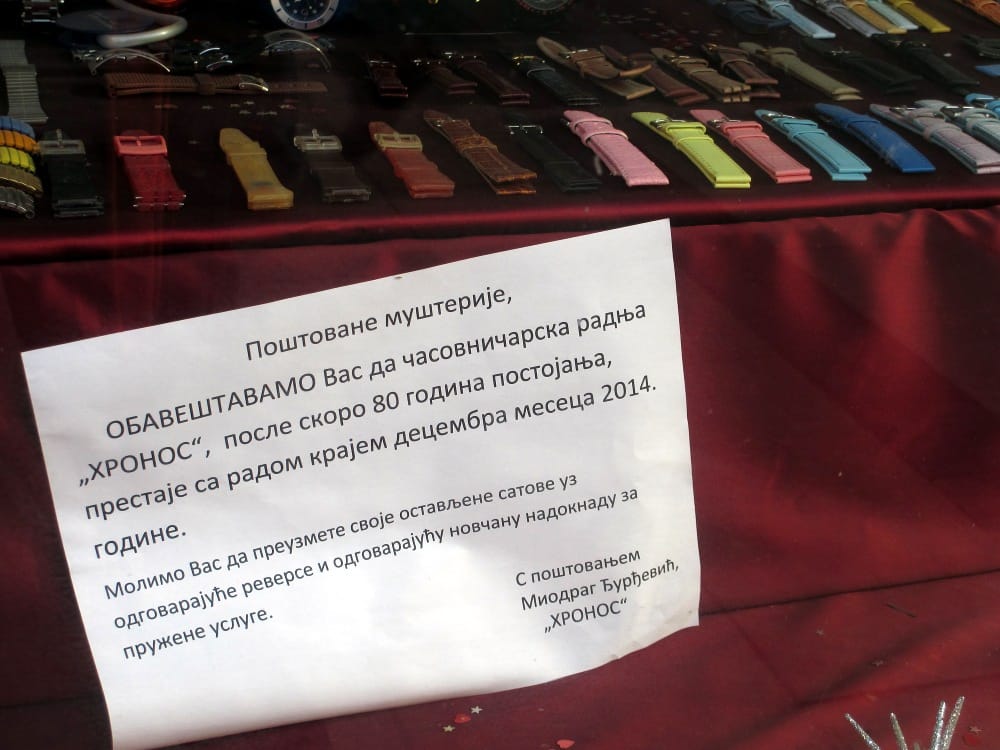 Поштоване муштерије,
ОБАВЕШТАВАМО Вас да часовничарска радња
„ХРОНОС“, после скоро 80 година постојања,
престаје са радом крајем децембра месеца 2014.
године.
Молимо Вас да преузмете своје остављене сатове уз
одговарајуће реверсе и одговарајућу новчану надокнаду за
пружене услуге.
С поштовањем
Миодраг Ђурђевић,
„ХРОНОС“